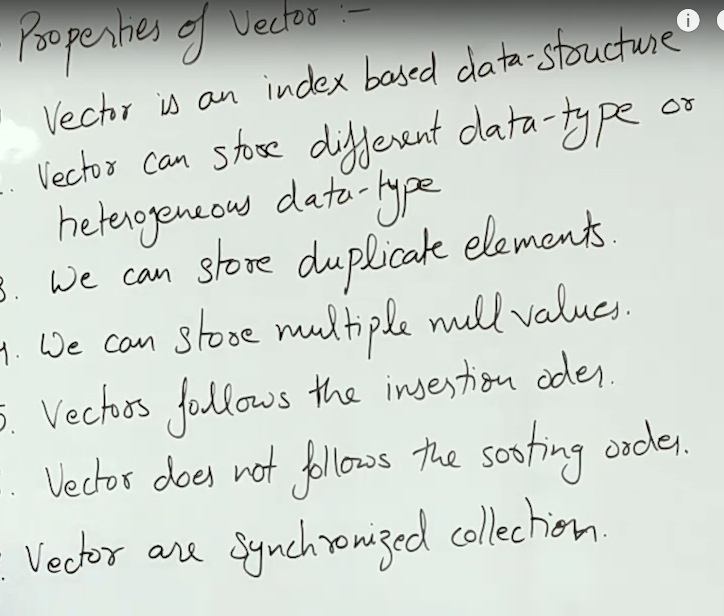 Properties of Vector :-
Vector is an index based data-structure
. Vector can store different data-type or
heterogeneous data-type
3. We can store duplicate elements.
4. We can store multiple null values.
5. Vectors follows the insertion oder.
. Vector does not follows the sorting order.
. Vector are synchronized collection.